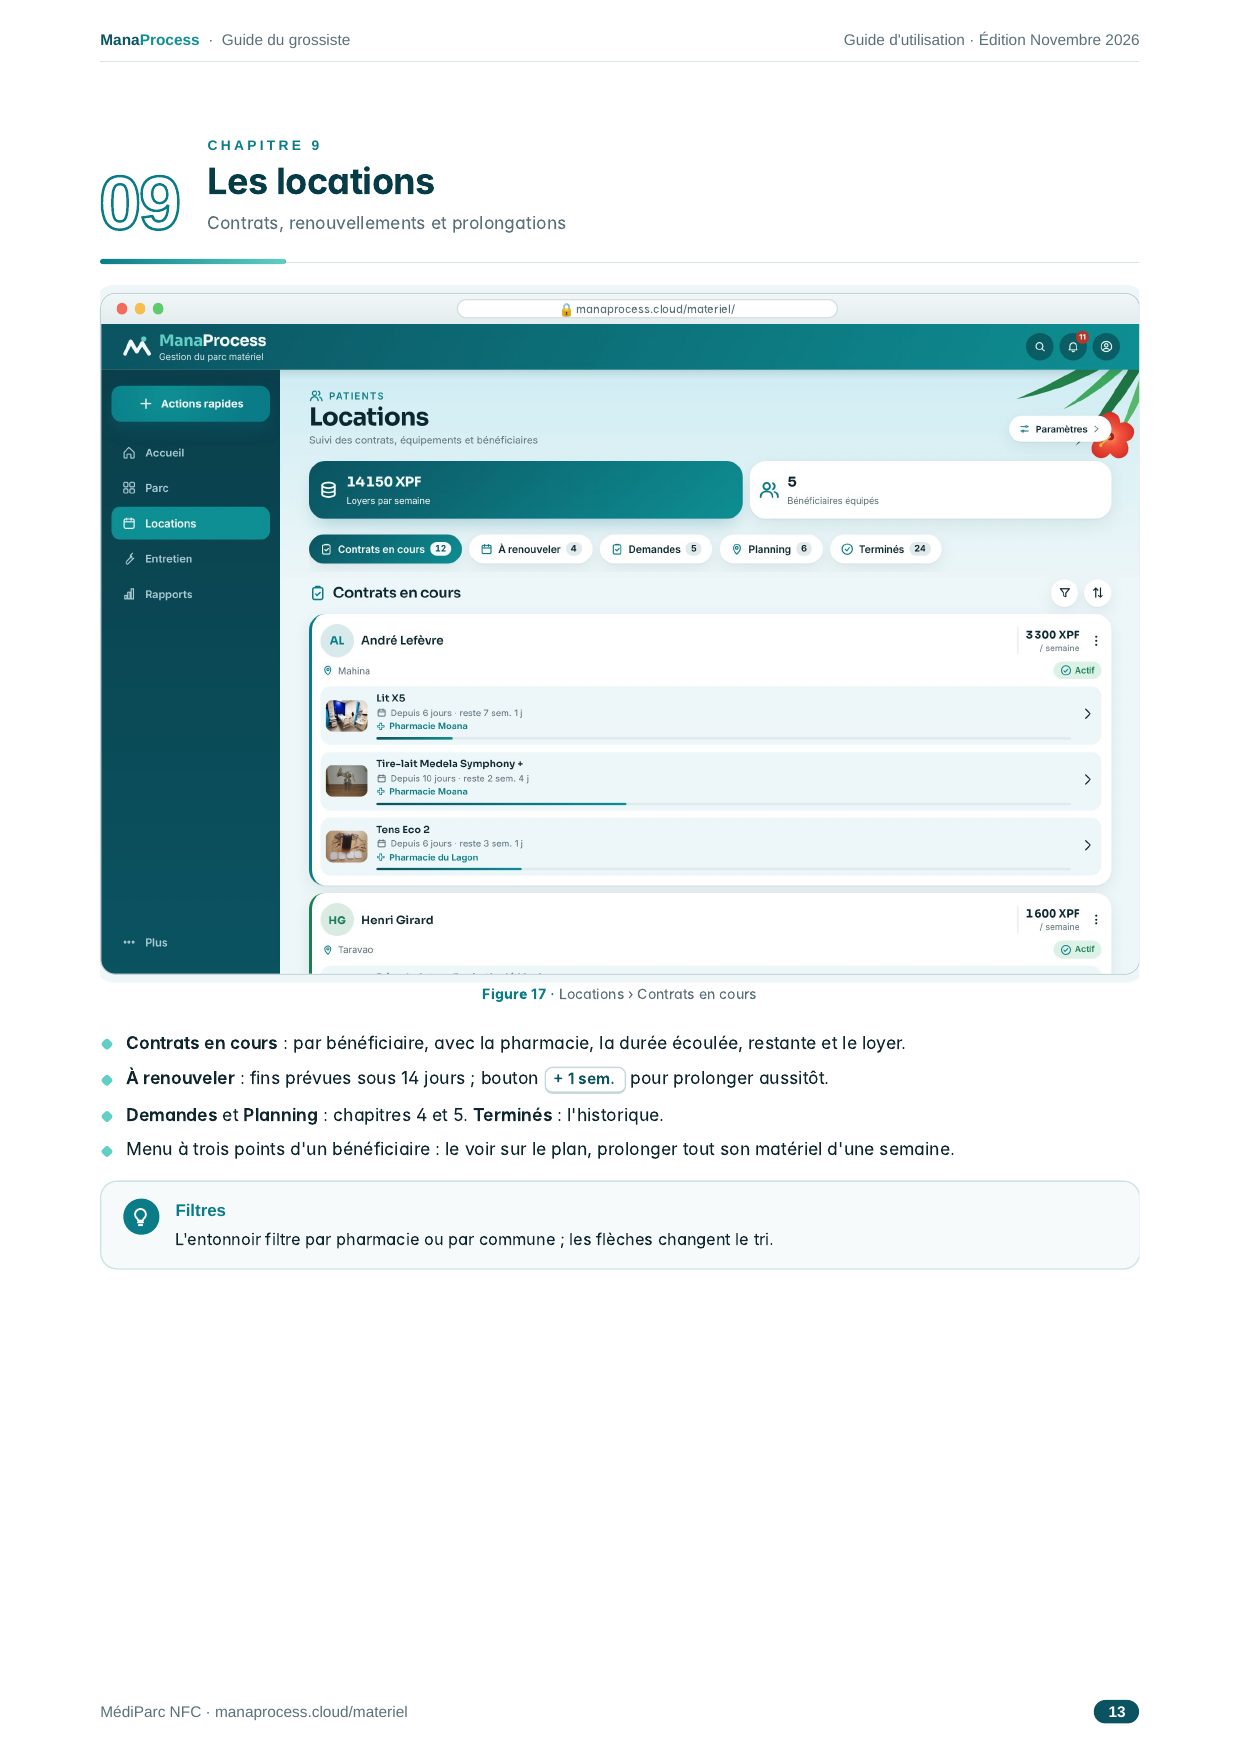 ManaProcess · Guide du grossiste
Guide d'utilisation · Édition Novembre 2026
CHAPITRE 9
09
Les locations
Contrats, renouvellements et prolongations
manaprocess.cloud/materiel/
ManaProcess
Gestion du parc matériel
11
Actions rapides
Accueil
Parc
Locations
Entretien
Rapports
Plus
PATIENTS
Locations
Suivi des contrats, équipements et bénéficiaires
Paramètres
14 150 XPF
Loyers par semaine
5
Bénéficiaires équipés
Contrats en cours 12
À renouveler 4
Demandes 5
Planning 6
Terminés 24
Contrats en cours
AL André Lefèvre
3 300 XPF
/ semaine
Mahina
Actif
Lit X5
Depuis 6 jours · reste 7 sem. 1 j
Pharmacie Moana
Tire-lait Medela Symphony +
Depuis 10 jours · reste 2 sem. 4 j
Pharmacie Moana
Tens Eco 2
Depuis 6 jours · reste 3 sem. 1 j
Pharmacie du Lagon
HG Henri Girard
1 600 XPF
/ semaine
Taravao
Actif
Figure 17 · Locations › Contrats en cours
Contrats en cours : par bénéficiaire, avec la pharmacie, la durée écoulée, restante et le loyer.
À renouveler : fins prévues sous 14 jours ; bouton + 1 sem. pour prolonger aussitôt.
Demandes et Planning : chapitres 4 et 5. Terminés : l'historique.
Menu à trois points d'un bénéficiaire : le voir sur le plan, prolonger tout son matériel d'une semaine.
Filtres
L'entonnoir filtre par pharmacie ou par commune ; les flèches changent le tri.
MédiParc NFC · manaprocess.cloud/materiel
13